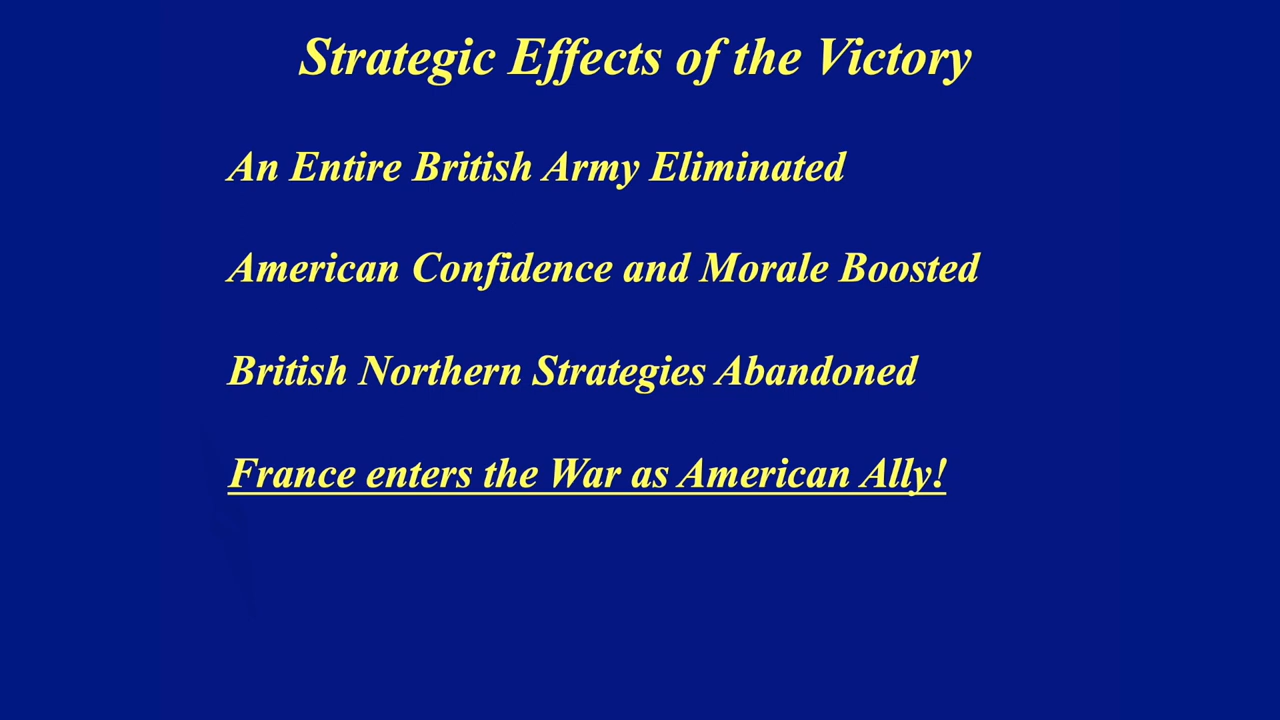 Strategic Effects of the Victory
An Entire British Army Eliminated
American Confidence and Morale Boosted
British Northern Strategies Abandoned
France enters the War as American Ally!